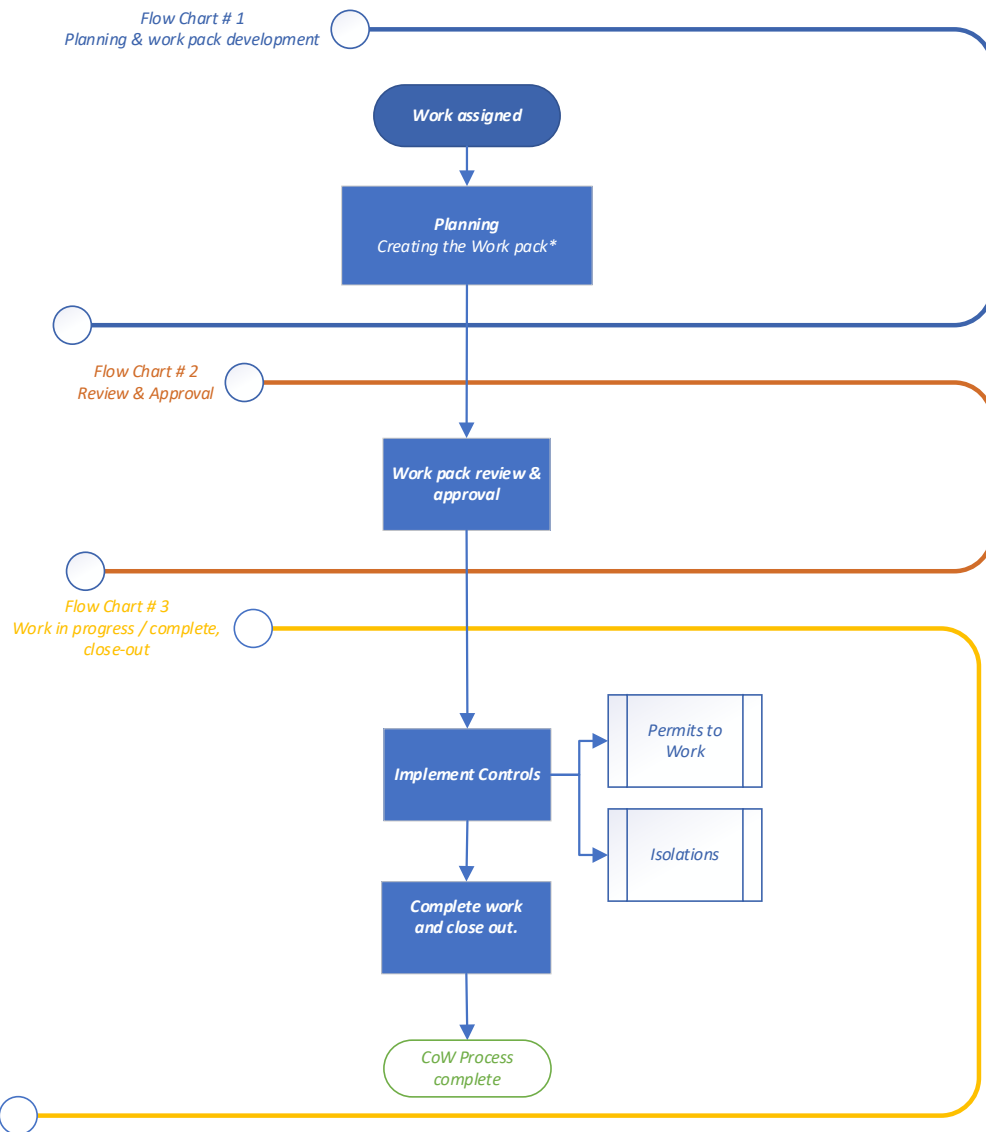 Flow Chart # 1
Planning & work pack development
Work assigned
Planning
Creating the Work pack*
Flow Chart # 2
Review & Approval
Work pack review &
approval
Flow Chart # 3
Work in progress / complete,
close-out
Permits to
Work
Implement Controls
Isolations
Complete work
and close out.
CoW Process
complete